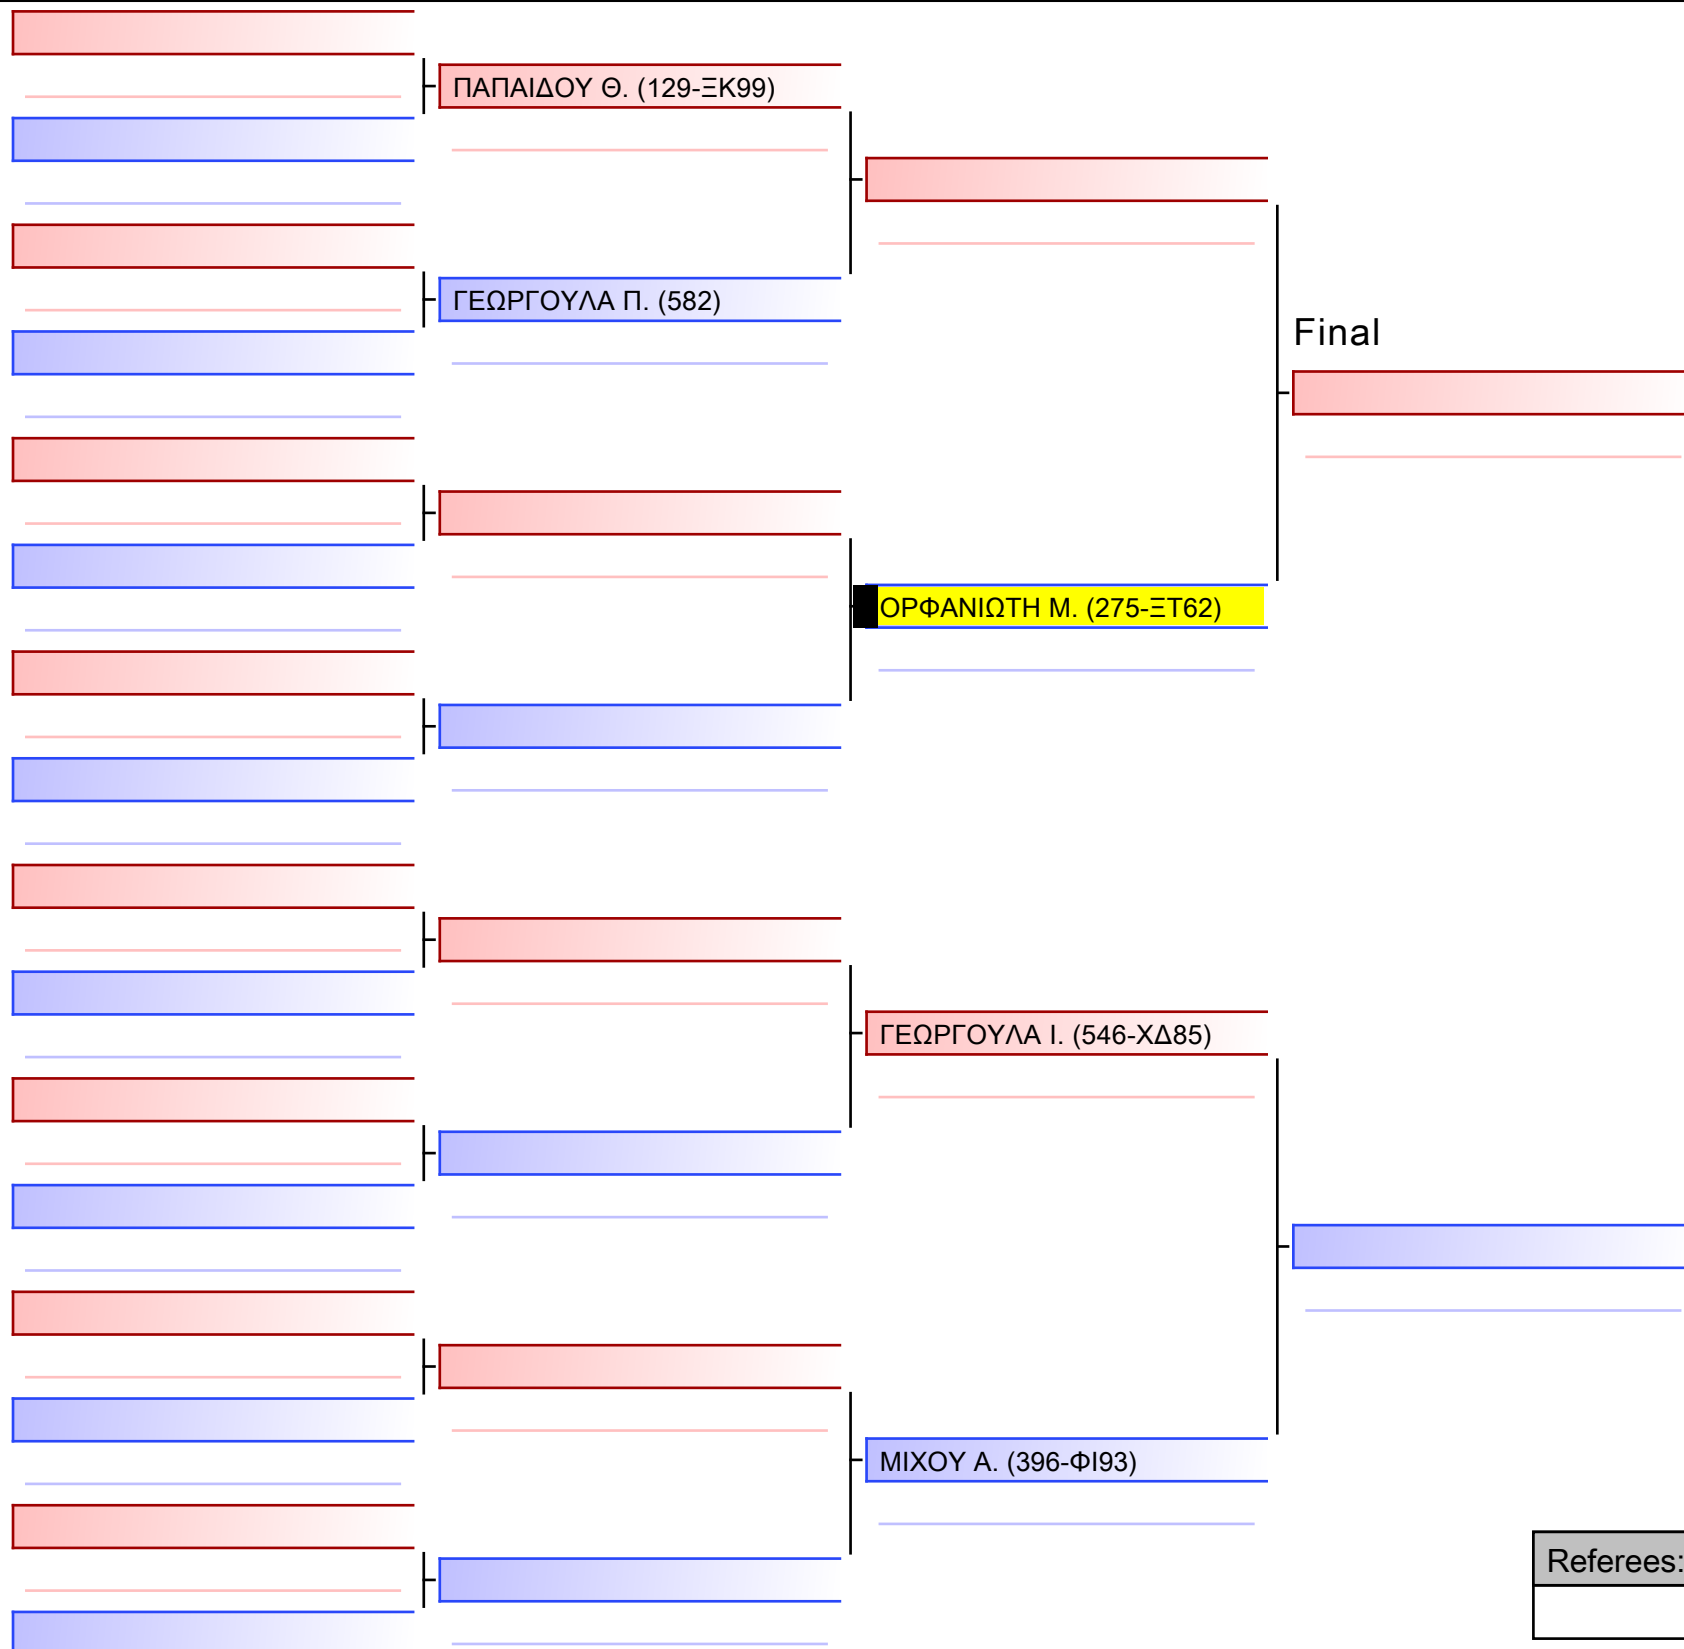 ΠΑΠΑΙΔΟΥ Θ. (129-ΞΚ99)
ΓΕΩΡΓΟΥΛΑ Π. (582)
Final
ΟΡΦΑΝΙΩΤΗ Μ. (275-ΞΤ62)
ΓΕΩΡΓΟΥΛΑ Ι. (546-ΧΔ85)
ΜΙΧΟΥ Α. (396-ΦΙ93)
Referees: